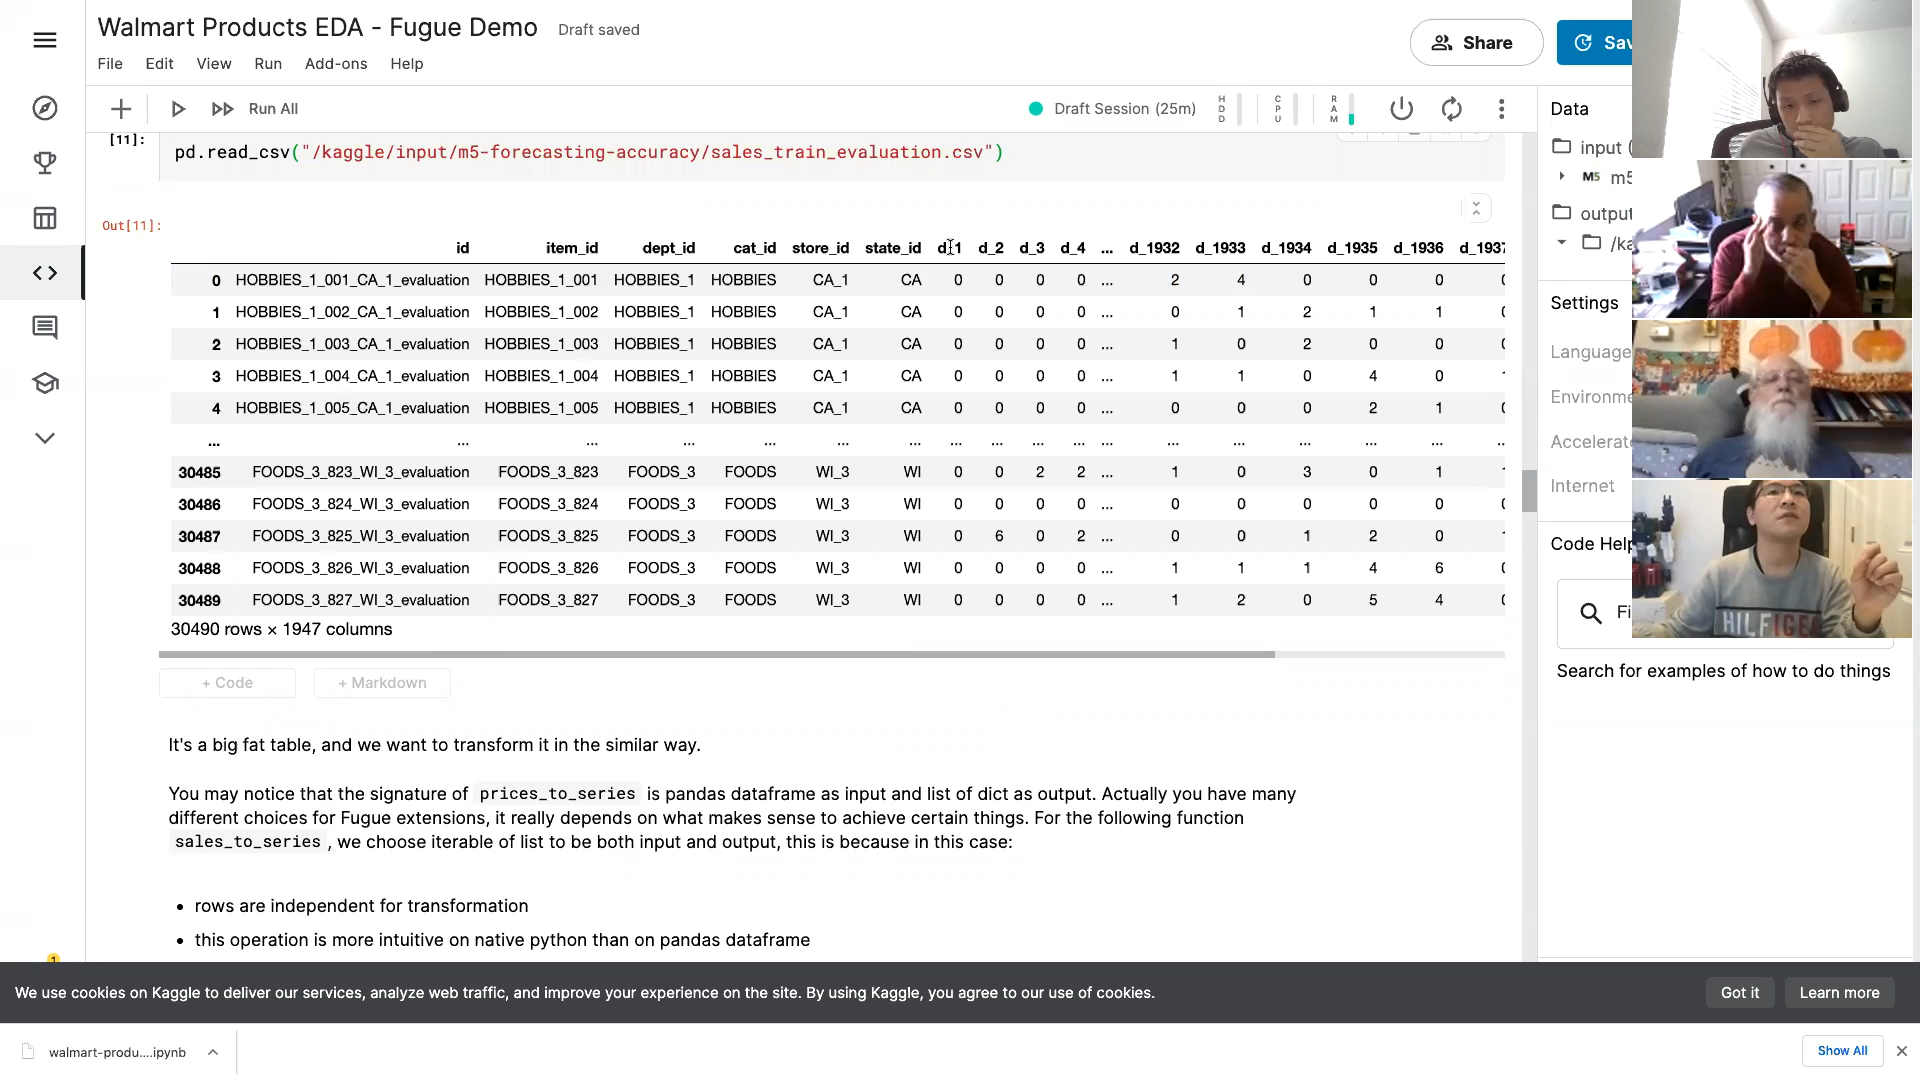 Walmart Products EDA - Fugue Demo Draft saved
Share
Sav
File Edit View Run Add-ons Help
Run All
Draft Session (25m)
HDD
CPU
RAM
[11]:
pd.read_csv("/kaggle/input/m5-forecasting-accuracy/sales_train_evaluation.csv")
Out[11]:
id item_id dept_id cat_id store_id state_id d_1 d_2 d_3 d_4 ... d_1932 d_1933 d_1934 d_1935 d_1936 d_1937
0 HOBBIES_1_001_CA_1_evaluation HOBBIES_1_001 HOBBIES_1 HOBBIES CA_1 CA 0 0 0 0 ... 2 4 0 0 0
1 HOBBIES_1_002_CA_1_evaluation HOBBIES_1_002 HOBBIES_1 HOBBIES CA_1 CA 0 0 0 0 ... 0 1 2 1 1
2 HOBBIES_1_003_CA_1_evaluation HOBBIES_1_003 HOBBIES_1 HOBBIES CA_1 CA 0 0 0 0 ... 1 0 2 0 0
3 HOBBIES_1_004_CA_1_evaluation HOBBIES_1_004 HOBBIES_1 HOBBIES CA_1 CA 0 0 0 0 ... 1 1 0 4 0
4 HOBBIES_1_005_CA_1_evaluation HOBBIES_1_005 HOBBIES_1 HOBBIES CA_1 CA 0 0 0 0 ... 0 0 0 2 1
... ... ... ... ... ... ... ... ... ... ... ... ... ... ... ... ... ..
30485 FOODS_3_823_WI_3_evaluation FOODS_3_823 FOODS_3 FOODS WI_3 WI 0 0 2 2 ... 1 0 3 0 1
30486 FOODS_3_824_WI_3_evaluation FOODS_3_824 FOODS_3 FOODS WI_3 WI 0 0 0 0 ... 0 0 0 0 0
30487 FOODS_3_825_WI_3_evaluation FOODS_3_825 FOODS_3 FOODS WI_3 WI 0 6 0 2 ... 0 0 1 2 0
30488 FOODS_3_826_WI_3_evaluation FOODS_3_826 FOODS_3 FOODS WI_3 WI 0 0 0 0 ... 1 1 1 4 6
30489 FOODS_3_827_WI_3_evaluation FOODS_3_827 FOODS_3 FOODS WI_3 WI 0 0 0 0 ... 1 2 0 5 4
30490 rows × 1947 columns
+ Code + Markdown
It's a big fat table, and we want to transform it in the similar way.
You may notice that the signature of prices_to_series is pandas dataframe as input and list of dict as output. Actually you have many
different choices for Fugue extensions, it really depends on what makes sense to achieve certain things. For the following function
sales_to_series , we choose iterable of list to be both input and output, this is because in this case:
• rows are independent for transformation
• this operation is more intuitive on native python than on pandas dataframe
Data
input (
M5 m5
output
/ka
Settings
Language
Environme
Accelerat
Internet
Code Help
Fi
Search for examples of how to do things
HILFIGER
1
We use cookies on Kaggle to deliver our services, analyze web traffic, and improve your experience on the site. By using Kaggle, you agree to our use of cookies.
Got it Learn more
walmart-produ....ipynb
Show All